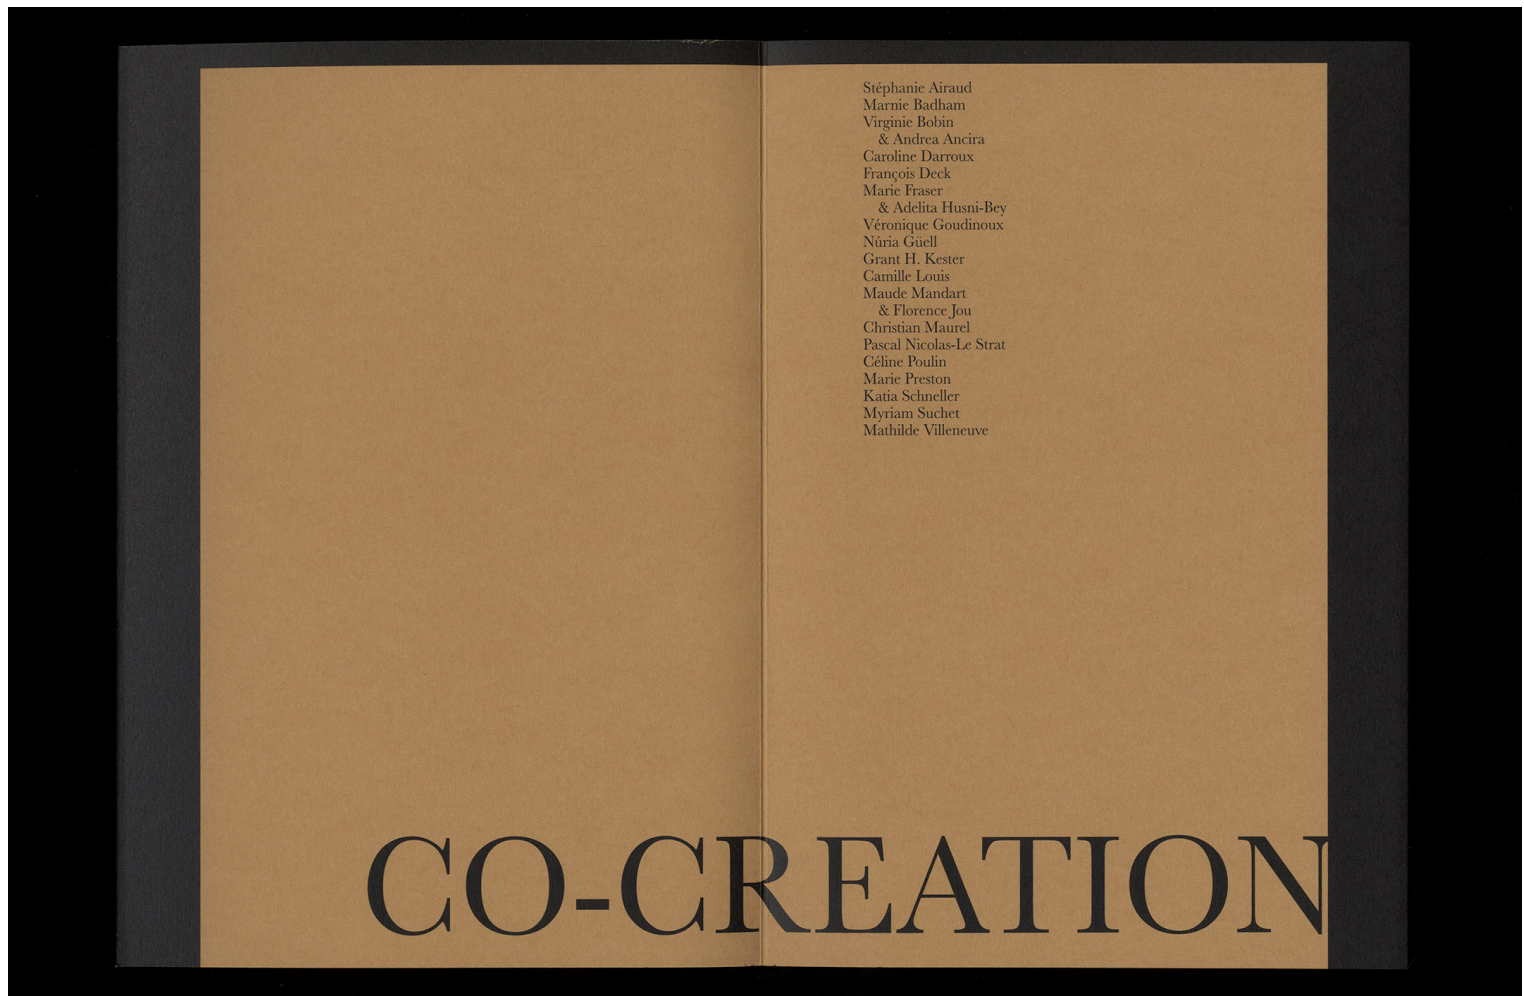 Stéphanie Airaud
Marnie Badham
Virginie Bobin
& Andrea Ancira
Caroline Darroux
François Deck
Marie Fraser
& Adelita Husni-Bey
Véronique Goudinoux
Núria Güell
Grant H. Kester
Camille Louis
Maude Mandart
& Florence Jou
Christian Maurel
Pascal Nicolas-Le Strat
Céline Poulin
Marie Preston
Katia Schneller
Myriam Suchet
Mathilde Villeneuve
CO-CREATION